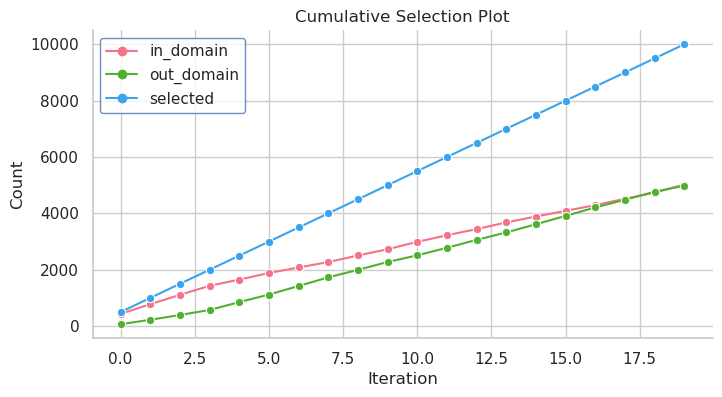 Cumulative Selection Plot
in_domain
out_domain
selected
10000
8000
6000
4000
2000
0
Count
0.0 2.5 5.0 7.5 10.0 12.5 15.0 17.5
Iteration